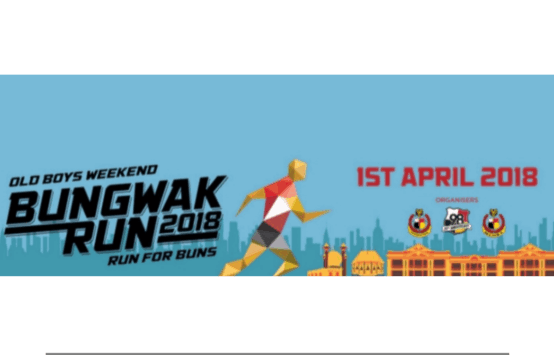 OLD BOYS WEEKEND
BUNGWAK
RUN 2018
RUN FOR BUNS
1ST APRIL 2018
ORGANISERS